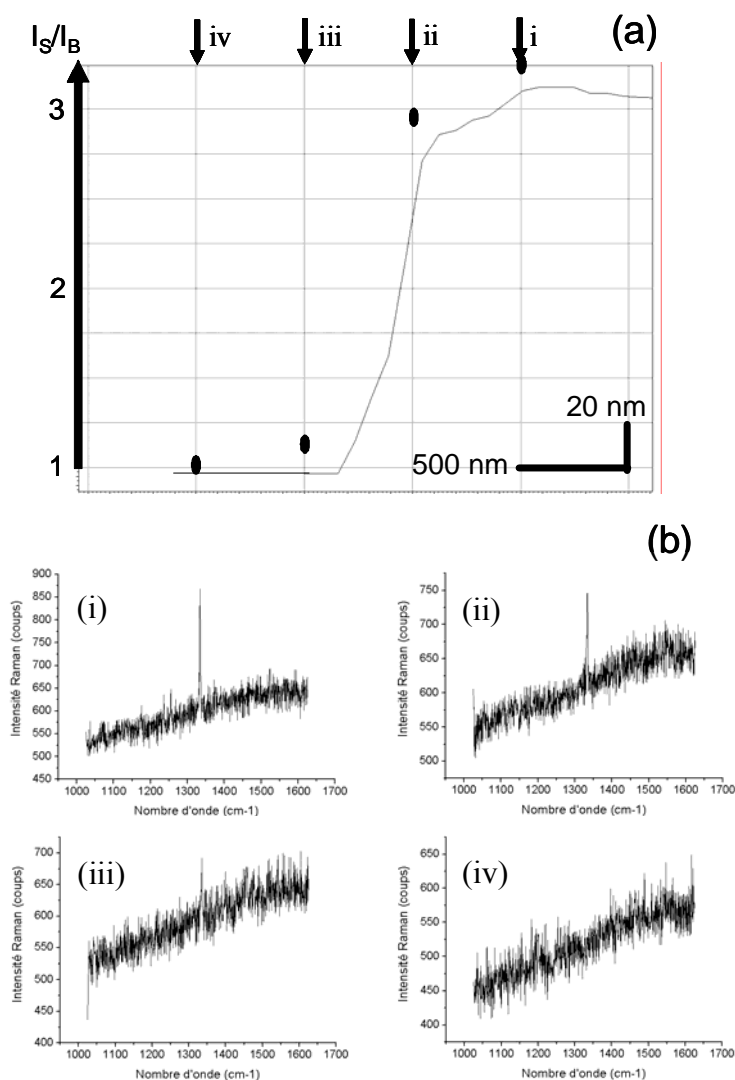 I_S/I_B
iv
iii
ii
i
(a)
3
2
1
20 nm
500 nm
(b)
(i)
Intensité Raman (coups)
900
850
800
750
700
650
600
550
500
450
1000 1100 1200 1300 1400 1500 1600 1700
Nombre d'onde (cm-1)
(ii)
Intensité Raman (coups)
750
700
650
600
550
500
1000 1100 1200 1300 1400 1500 1600 1700
Nombre d'onde (cm-1)
(iii)
Intensité Raman (coups)
700
650
600
550
500
450
400
1000 1100 1200 1300 1400 1500 1600 1700
Nombre d'onde (cm-1)
(iv)
Intensité Raman (coups)
650
600
550
500
450
400
1000 1100 1200 1300 1400 1500 1600 1700
Nombre d'onde (cm-1)